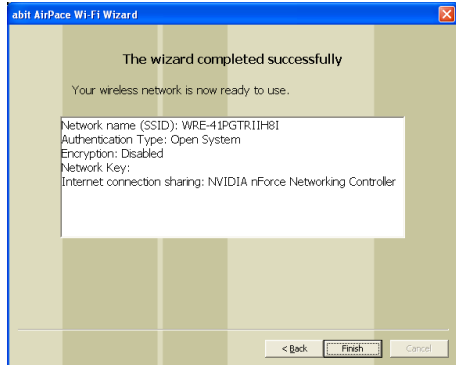 abit AirPace Wi-Fi Wizard
The wizard completed successfully
Your wireless network is now ready to use.
Network name (SSID): WRE-41PGTRIIH8I
Authentication Type: Open System
Encryption: Disabled
Network Key:
Internet connection sharing: NVIDIA nForce Networking Controller
< Back
Finish
Cancel